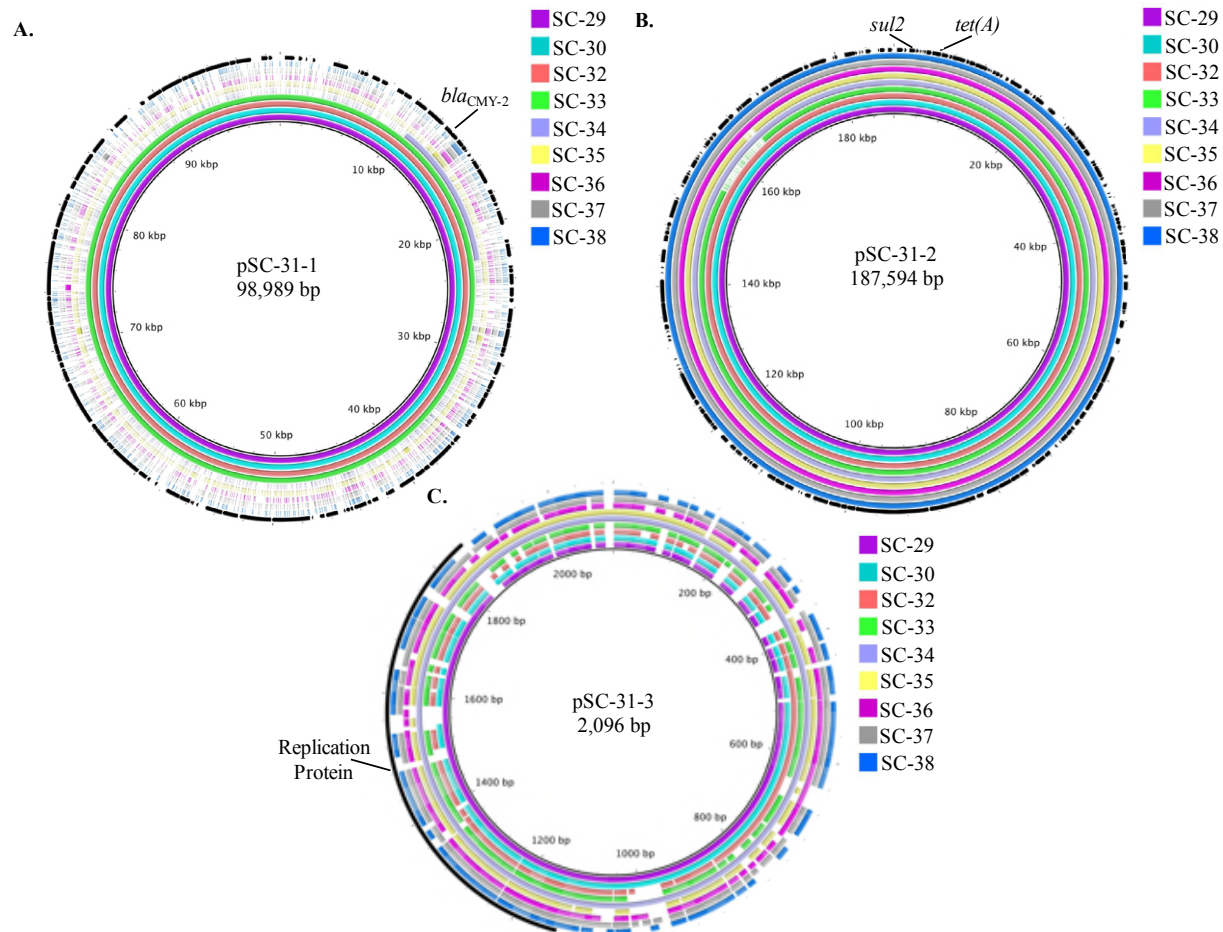 A.
SC-29
SC-30
SC-32
SC-33
SC-34
SC-35
SC-36
SC-37
SC-38
blaCMY-2
10 kbp
20 kbp
30 kbp
40 kbp
50 kbp
60 kbp
70 kbp
80 kbp
90 kbp
pSC-31-1
98,989 bp
B.
sul2
tet(A)
SC-29
SC-30
SC-32
SC-33
SC-34
SC-35
SC-36
SC-37
SC-38
20 kbp
40 kbp
60 kbp
80 kbp
100 kbp
120 kbp
140 kbp
160 kbp
180 kbp
pSC-31-2
187,594 bp
C.
SC-29
SC-30
SC-32
SC-33
SC-34
SC-35
SC-36
SC-37
SC-38
200 bp
400 bp
600 bp
800 bp
1000 bp
1200 bp
1400 bp
1600 bp
1800 bp
2000 bp
pSC-31-3
2,096 bp
Replication
Protein